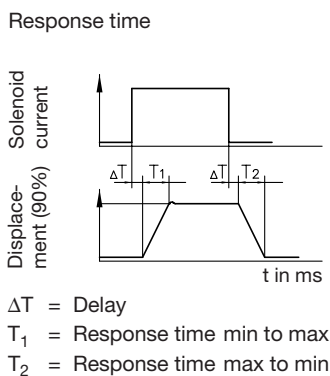 Response time
Solenoid
current
ΔT T₁ ΔT T₂
Displace-
ment (90%)
t in ms
ΔT = Delay
T₁ = Response time min to max
T₂ = Response time max to min